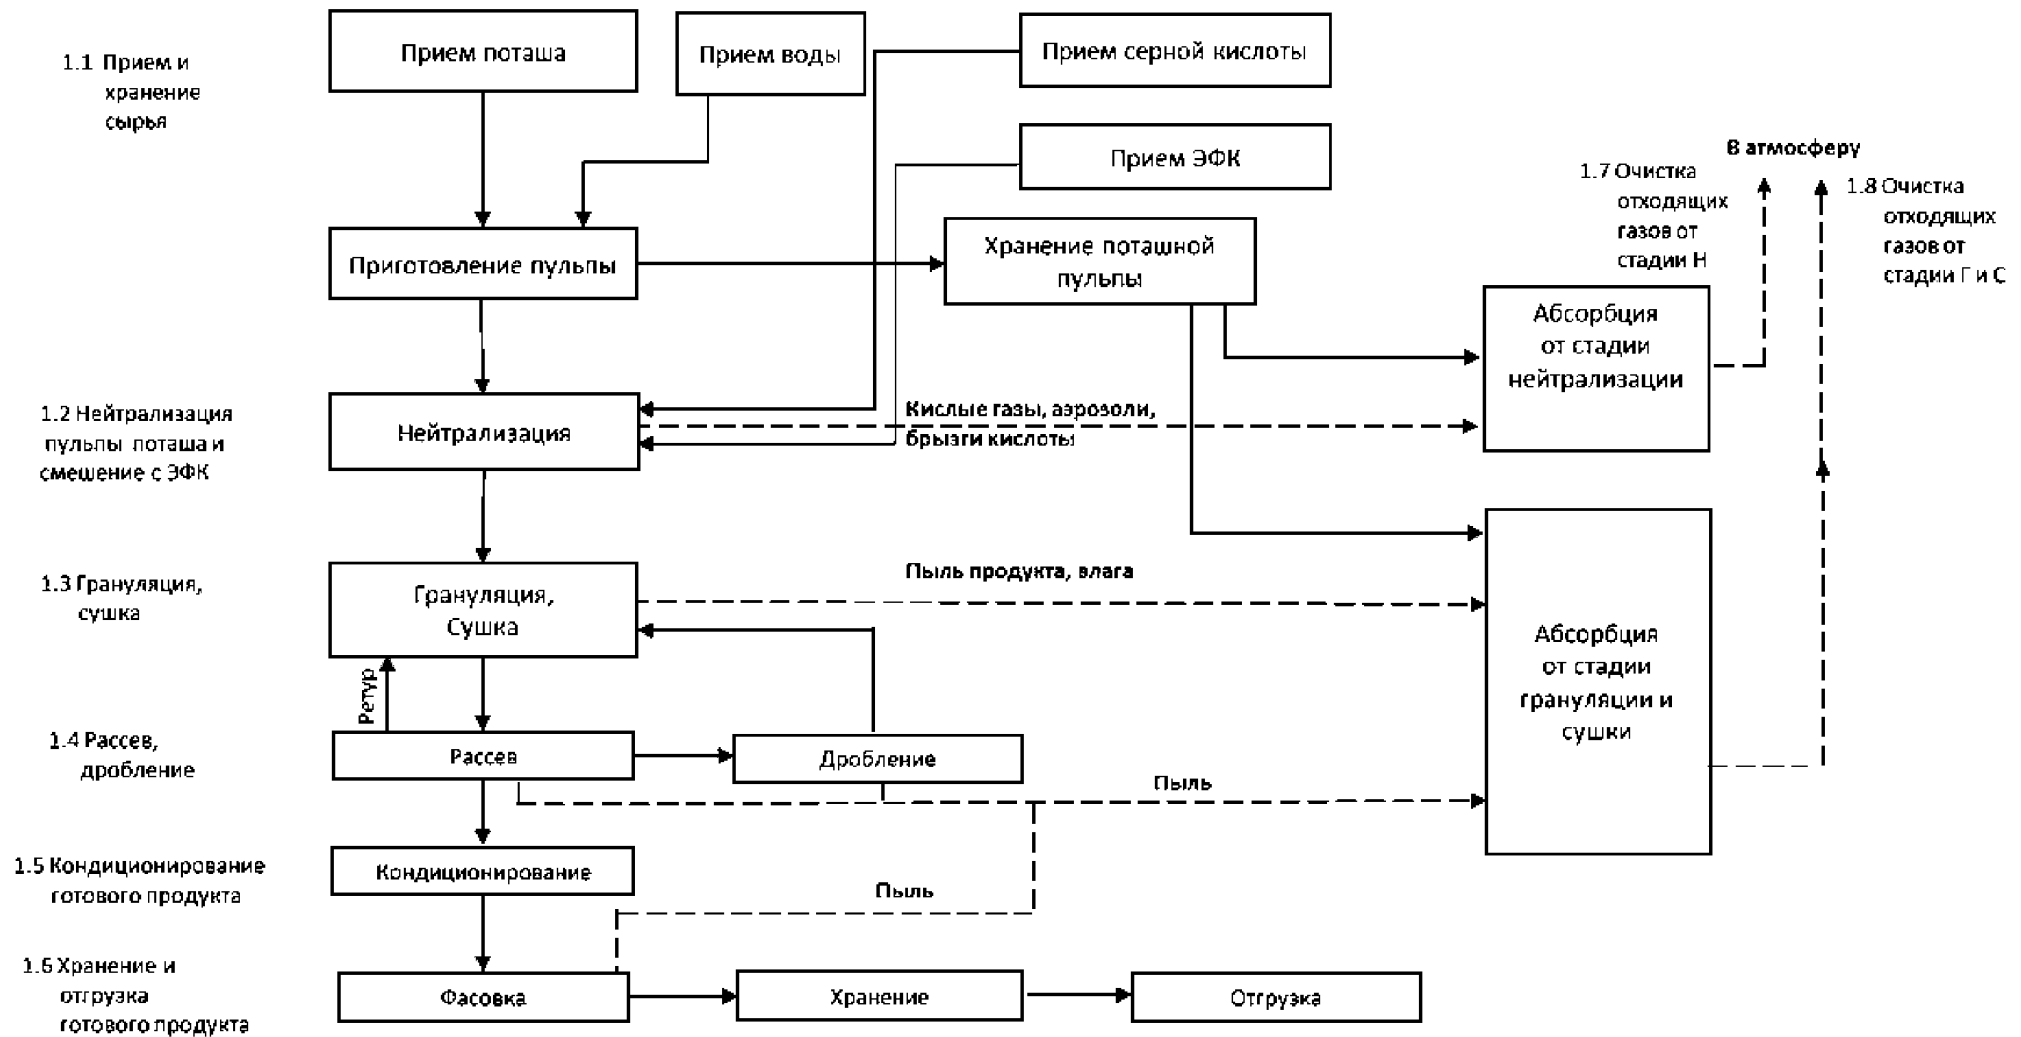 1.1 Прием и
хранение
сырья
Прием поташа
Прием воды
Прием серной кислоты
Прием ЭФК
В атмосферу
1.7 Очистка
отходящих
газов от
стадии Н
1.8 Очистка
отходящих
газов от
стадии Г и С
Приготовление пульпы
Хранение поташной
пульпы
Абсорбция
от стадии
нейтрализации
1.2 Нейтрализация
пульпы поташа и
смешение с ЭФК
Нейтрализация
Кислые газы, аэрозоли,
брызги кислоты
1.3 Грануляция,
сушка
Грануляция,
Сушка
Пыль продукта, влага
Абсорбция
от стадии
грануляции и
сушки
Ретур
1.4 Рассев,
дробление
Рассев
Дробление
Пыль
1.5 Кондиционирование
готового продукта
Кондиционирование
Пыль
1.6 Хранение и
отгрузка
готового продукта
Фасовка
Хранение
Отгрузка